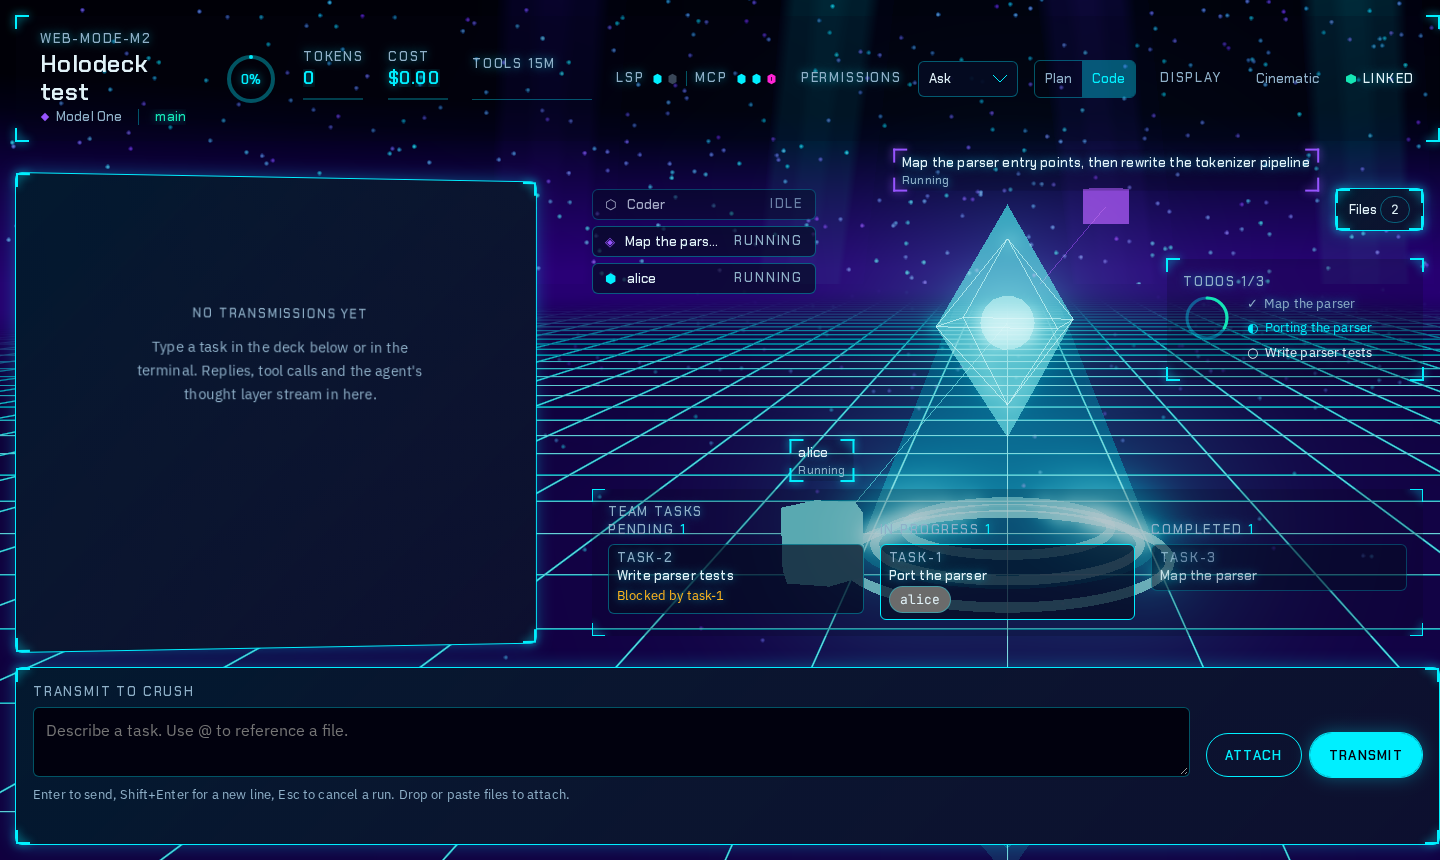 WEB-MODE-M2
Holodeck
test
Model One
main
0%
TOKENS
0
COST
$0.00
TOOLS 15M
LSP
MCP
PERMISSIONS
Ask
Plan
Code
DISPLAY
Cinematic
LINKED
Map the parser entry points, then rewrite the tokenizer pipeline
Running
Coder IDLE
Map the pars... RUNNING
alice RUNNING
Files 2
TODOS 1/3
✓ Map the parser
Porting the parser
Write parser tests
NO TRANSMISSIONS YET
Type a task in the deck below or in the
terminal. Replies, tool calls and the agent's
thought layer stream in here.
alice
Running
TEAM TASKS
PENDING 1
TASK-2
Write parser tests
Blocked by task-1
IN PROGRESS 1
TASK-1
Port the parser
alice
COMPLETED 1
TASK-3
Map the parser
TRANSMIT TO CRUSH
Describe a task. Use @ to reference a file.
ATTACH
TRANSMIT
Enter to send, Shift+Enter for a new line, Esc to cancel a run. Drop or paste files to attach.